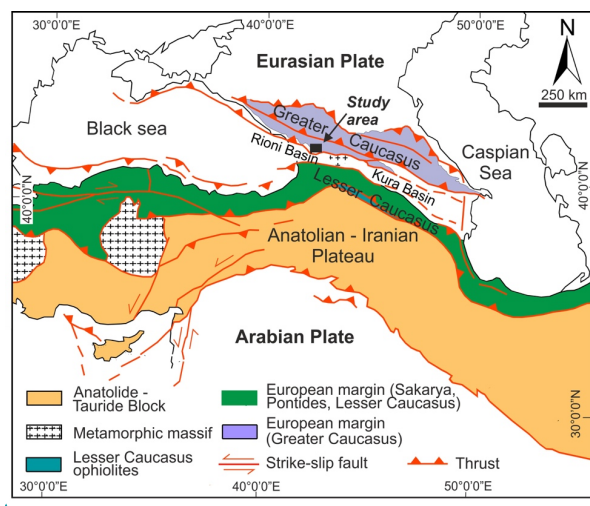 30°0'0"E
40°0'0"E
50°0'0"E
N
250 km
Eurasian Plate
Study
area
Black sea
Greater Caucasus
Rioni Basin
Caspian
Sea
Kura Basin
Lesser Caucasus
40°0'0"N
40°0'0"N
Anatolian - Iranian
Plateau
Arabian Plate
30°0'0"N
Anatolide -
Tauride Block
European margin (Sakarya,
Pontides, Lesser Caucasus)
Metamorphic massif
European margin
(Greater Caucasus)
Lesser Caucasus
ophiolites
Strike-slip fault
Thrust
30°0'0"E
40°0'0"E
50°0'0"E